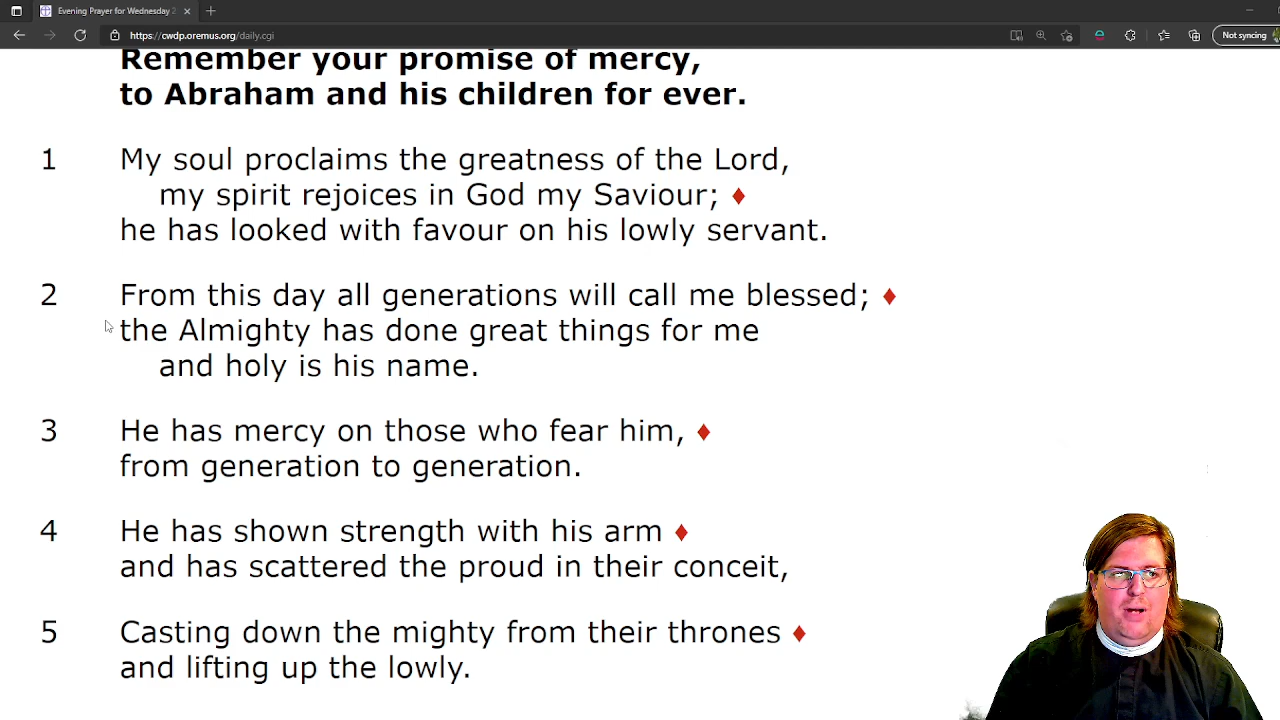 Evening Prayer for Wednesday 2
https://cwdp.oremus.org/daily.cgi
Not syncing
Remember your promise of mercy,
to Abraham and his children for ever.
1 My soul proclaims the greatness of the Lord,
my spirit rejoices in God my Saviour; ♦
he has looked with favour on his lowly servant.
2 From this day all generations will call me blessed; ♦
the Almighty has done great things for me
and holy is his name.
3 He has mercy on those who fear him, ♦
from generation to generation.
4 He has shown strength with his arm ♦
and has scattered the proud in their conceit,
5 Casting down the mighty from their thrones ♦
and lifting up the lowly.